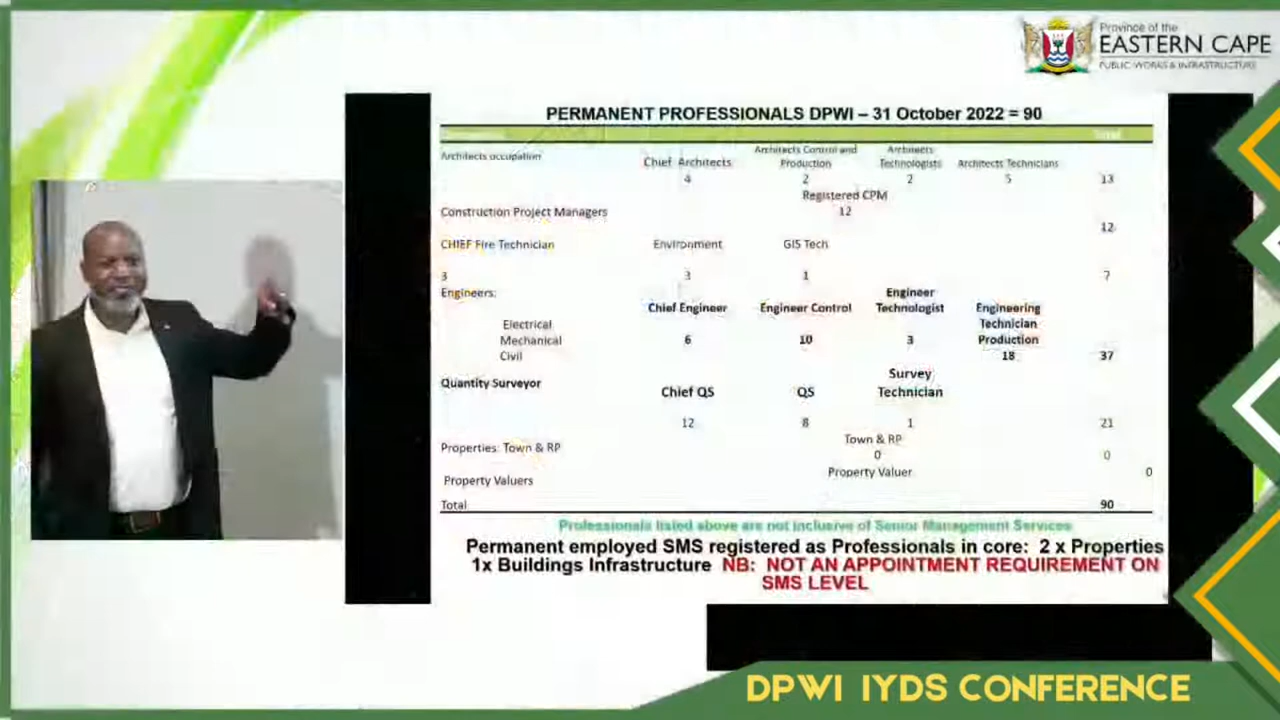 Province of the
EASTERN CAPE
PUBLIC WORKS & INFRASTRUCTURE
PERMANENT PROFESSIONALS DPWI – 31 October 2022 = 90
Total
Architects occupation
Chief Architects
Architects Control and Production
Architects Technologists
Architects Technicians
4 2 2 5 13
Registered CPM
Construction Project Managers
12
12
CHIEF Fire Technician Environment GIS Tech
3 3 1 7
Engineers:
Chief Engineer
Engineer Control
Engineer Technologist
Engineering Technician Production
Electrical
Mechanical
Civil
6 10 3 18 37
Quantity Surveyor
Chief QS
QS
Survey Technician
12 8 1 21
Town & RP
Properties: Town & RP
0 0
Property Valuer 0
Property Valuers
Total 90
Professionals listed above are not inclusive of Senior Management Services
Permanent employed SMS registered as Professionals in core: 2 x Properties
1x Buildings Infrastructure NB: NOT AN APPOINTMENT REQUIREMENT ON
SMS LEVEL
DPWI IYDS CONFERENCE